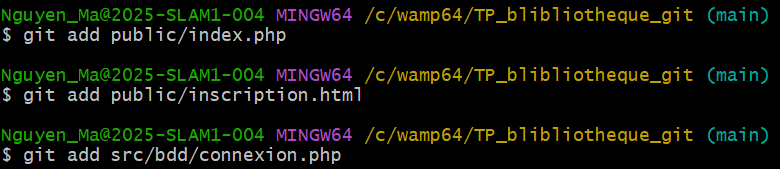 Nguyen_Ma@2025-SLAM1-004 MINGW64 /c/wamp64/TP_blibliotheque_git (main)
$ git add public/index.php
Nguyen_Ma@2025-SLAM1-004 MINGW64 /c/wamp64/TP_blibliotheque_git (main)
$ git add public/inscription.html
Nguyen_Ma@2025-SLAM1-004 MINGW64 /c/wamp64/TP_blibliotheque_git (main)
$ git add src/bdd/connexion.php